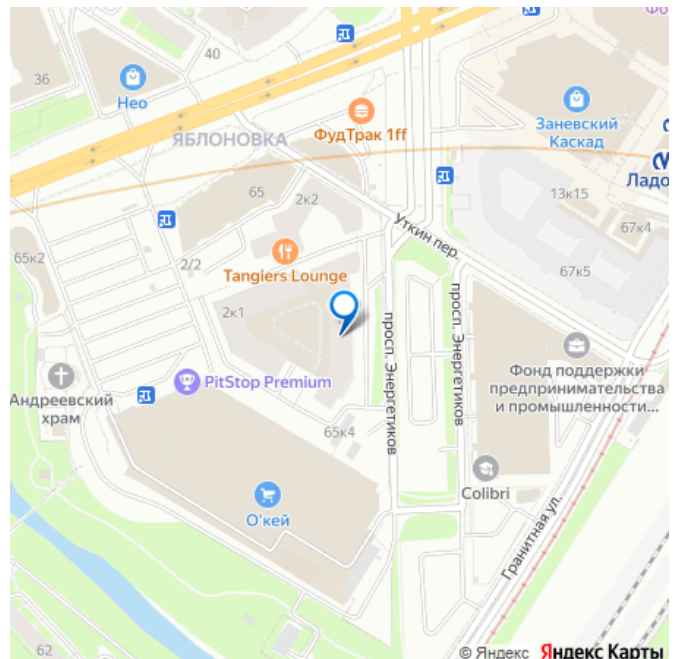 Фо
36
40
Нео
ФудТрак 1ff
Заневский
Каскад
ЯБЛОНОВКА
Ладо
13к15
65
2к2
67к4
Уткин пер.
65к2
2/2
Tangiers Lounge
67к5
2к1
просп. Энергетиков
просп. Энергетиков
Фонд поддержки
предпринимательства
и промышленности...
Андреевский
храм
PitStop Premium
65к4
Colibri
О'кей
Гранитная ул.
62
© Яндекс Яндекс Карты